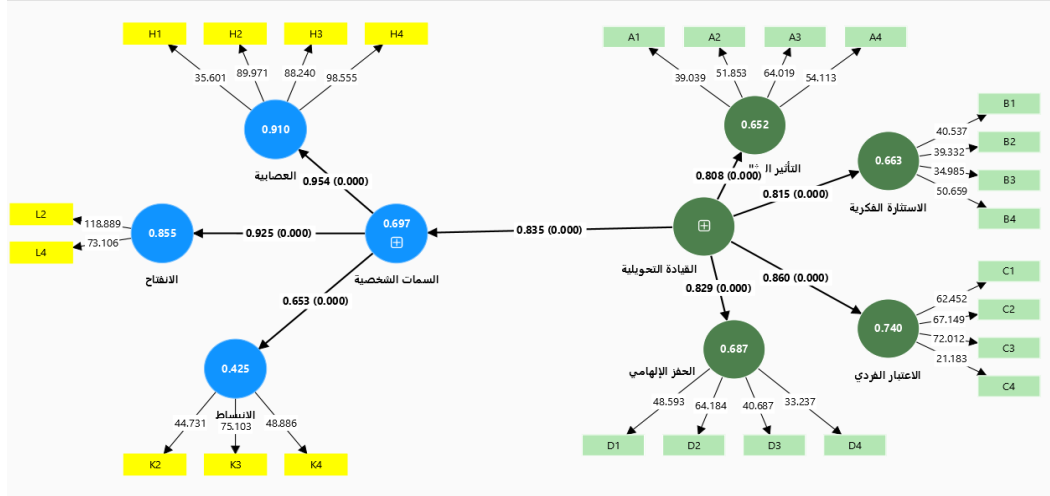 H1 H2 H3 H4
A1 A2 A3 A4
35.601 89.971 88.240 98.555
39.039 51.853 64.019 54.113
0.910
العصابية
0.652
التأثير
B1
B2
B3
B4
40.537
39.332
34.985
50.659
0.663
الاستثارة الفكرية
0.954 (0.000)
0.808 (0.000)
0.815 (0.000)
L2
L4
118.889
73.106
0.855
الانفتاح
0.925 (0.000)
0.697
السمات الشخصية
0.835 (0.000)
القيادة التحويلية
0.653 (0.000)
0.829 (0.000)
0.860 (0.000)
C1
C2
C3
C4
62.452
67.149
72.012
21.183
0.740
الاعتبار الفردي
0.687
الحفز الإلهامي
48.593 64.184 40.687 33.237
D1 D2 D3 D4
0.425
الانبساط
44.731 75.103 48.886
K2 K3 K4